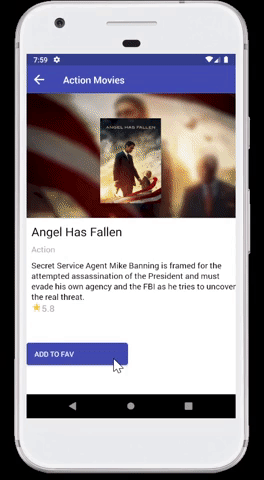 7:59
Action Movies
ANGEL HAS FALLEN
Angel Has Fallen
Action
Secret Service Agent Mike Banning is framed for the
attempted assassination of the President and must
evade his own agency and the FBI as he tries to uncover
the real threat.
5.8
ADD TO FAV